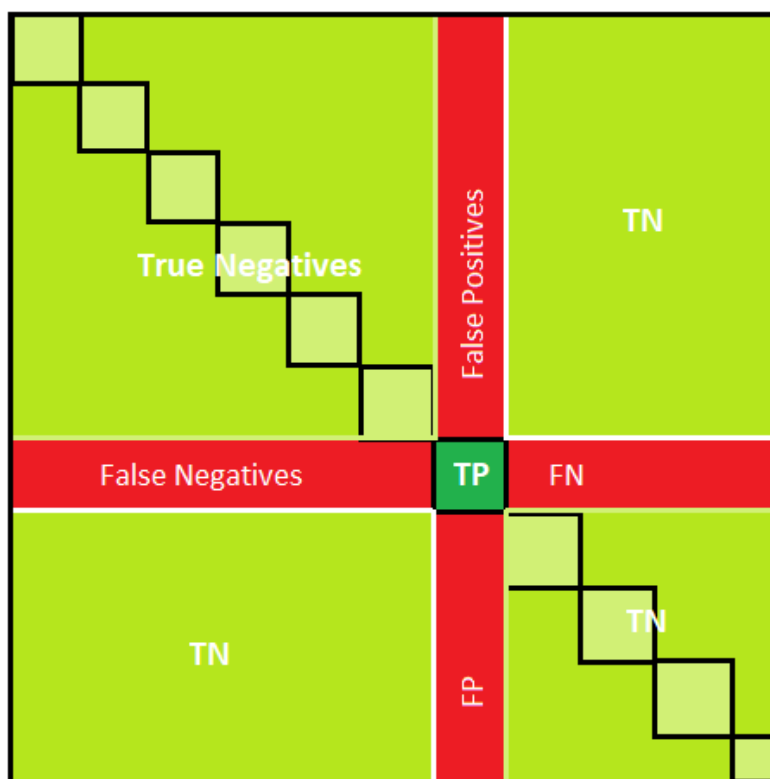 TN
True Negatives
False Positives
False Negatives
TP
FN
TN
TN
FP